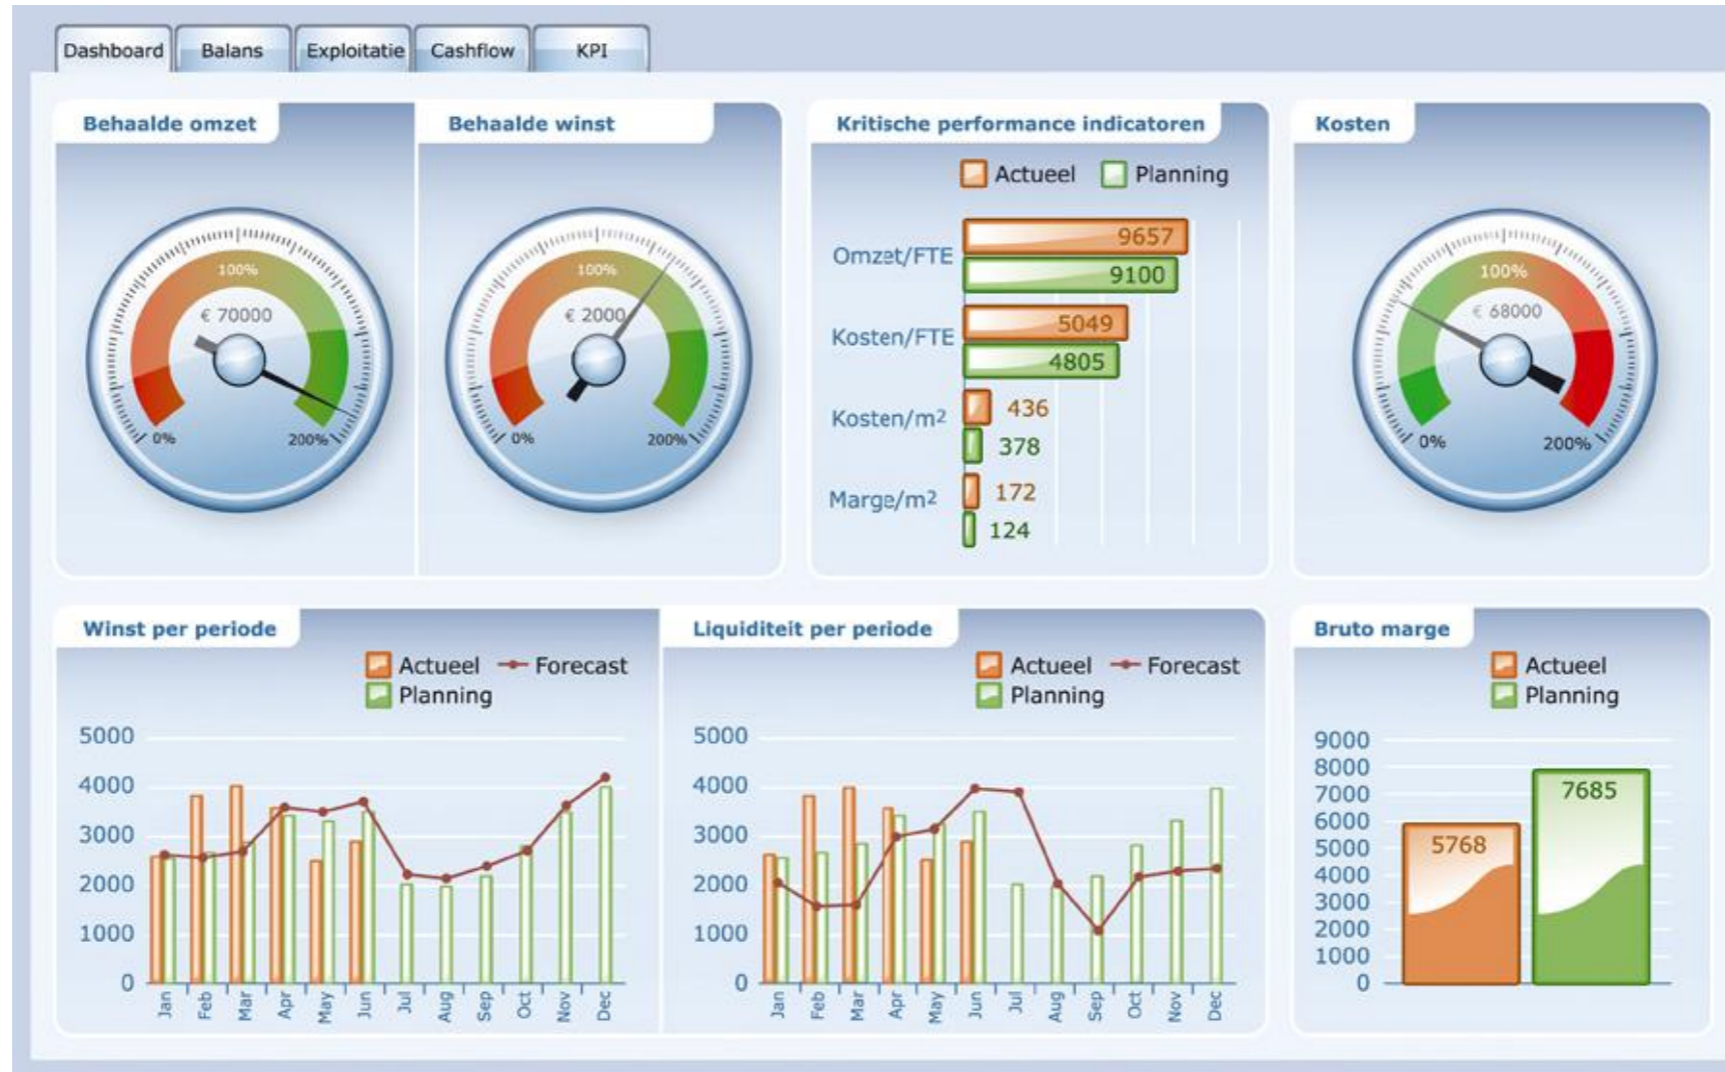 Dashboard Balans Exploitatie Cashflow KPI
Behaalde omzet
100%
€ 70000
0% 200%
Behaalde winst
100%
€ 2000
0% 200%
Kritische performance indicatoren
Actueel Planning
Omzet/FTE
9657
9100
Kosten/FTE
5049
4805
Kosten/m2
436
378
Marge/m2
172
124
Kosten
100%
€ 68000
0% 200%
Winst per periode
Actueel Forecast
Planning
5000
4000
3000
2000
1000
0
Jan Feb Mar Apr May Jun Jul Aug Sep Oct Nov Dec
Liquiditeit per periode
Actueel Forecast
Planning
5000
4000
3000
2000
1000
0
Jan Feb Mar Apr May Jun Jul Aug Sep Oct Nov Dec
Bruto marge
Actueel
Planning
9000
8000
7000
6000
5000
4000
3000
2000
1000
0
5768
7685